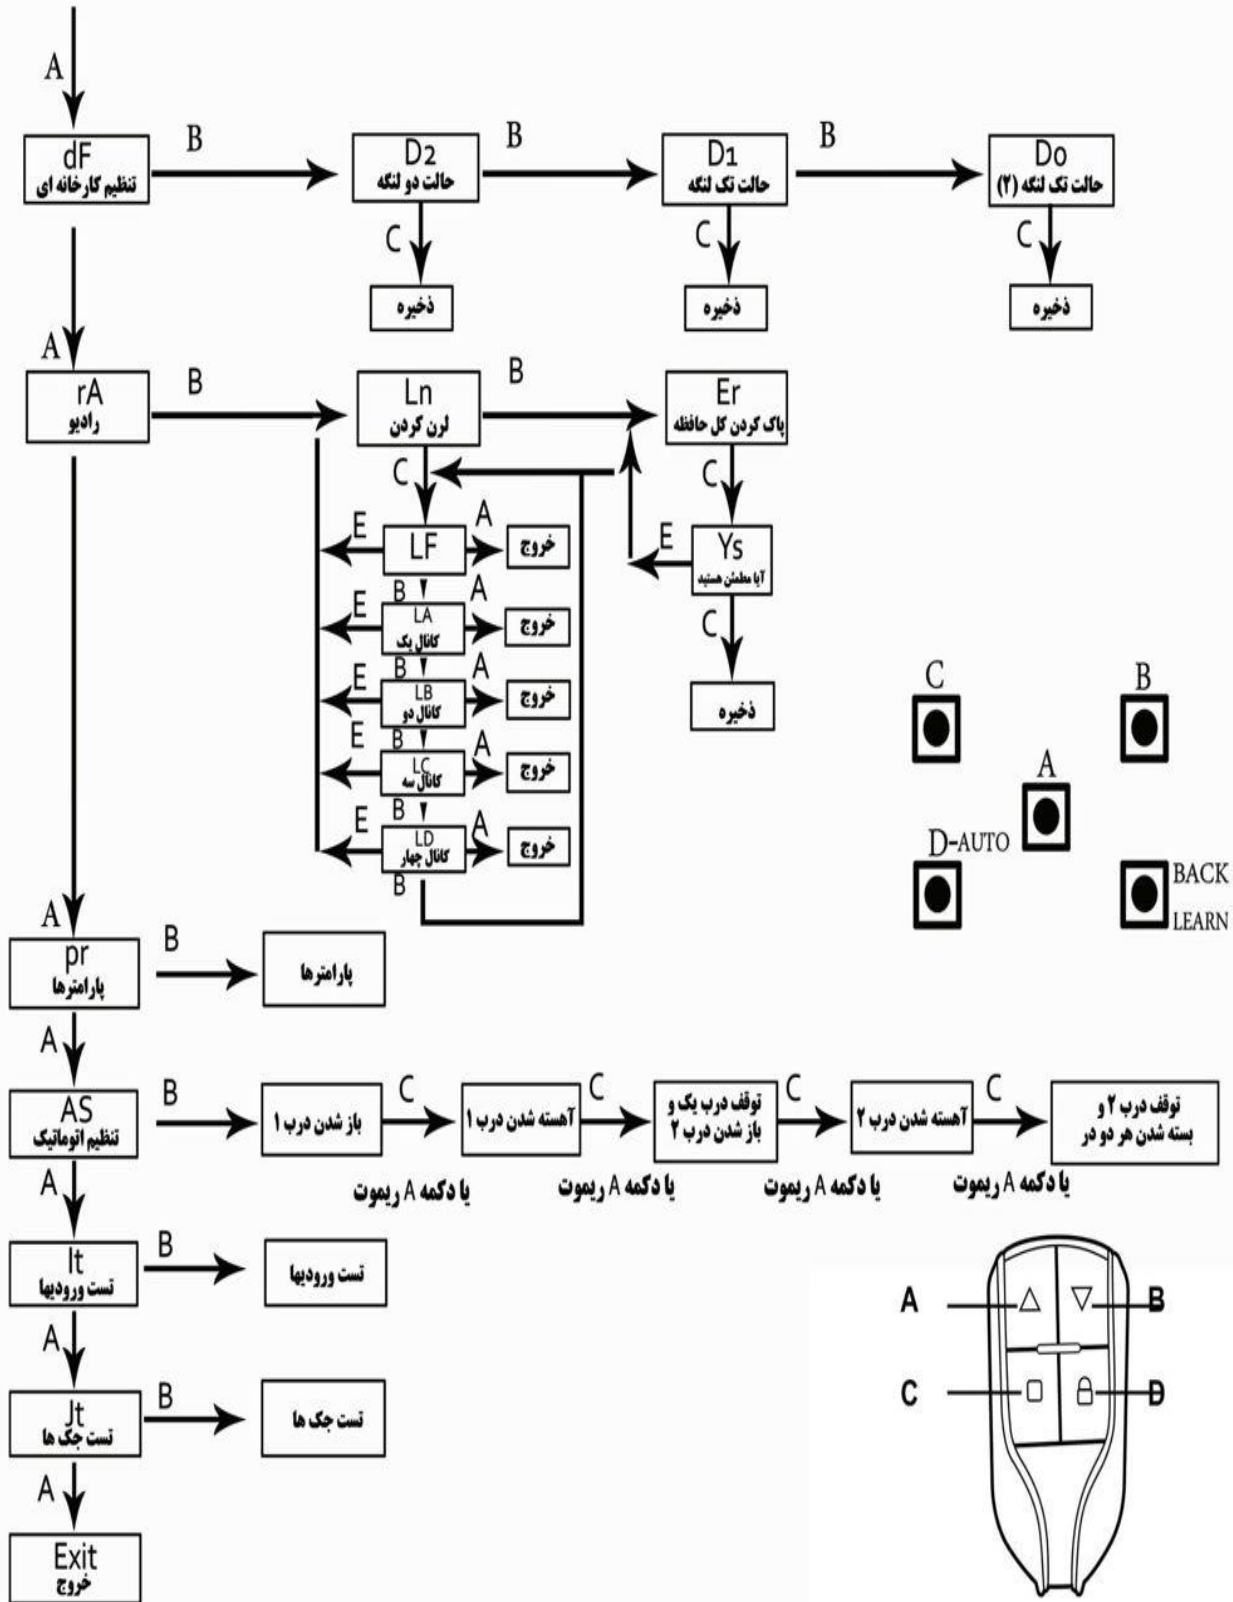 A
dF
تنظیم کارخانه ای
B
D2
حالت دو لنگه
B
D1
حالت تک لنگه
B
Do
حالت تک لنگه (۲)
C
ذخیره
C
ذخیره
C
ذخیره
A
rA
رادیو
B
Ln
لرن کردن
B
Er
پاک کردن کل حافظه
C
C
E
LF
A
خروج
E
Ys
آیا مطمئن هستید
B
E
LA
کانال یک
A
خروج
C
ذخیره
B
E
LB
کانال دو
A
خروج
B
E
LC
کانال سه
A
خروج
B
E
LD
کانال چهار
A
خروج
B
C
B
A
D-AUTO
BACK
LEARN
A
pr
پارامترها
B
پارامترها
A
AS
تنظیم اتوماتیک
B
باز شدن درب 1
C
آهسته شدن درب 1
C
توقف درب یک و
باز شدن درب ۲
C
آهسته شدن درب ۲
C
توقف درب ۲ و
بسته شدن هر دو در
یا دکمه A ریموت
یا دکمه A ریموت
یا دکمه A ریموت
یا دکمه A ریموت
A
It
تست ورودیها
B
تست ورودیها
A
Jt
تست جک ها
B
تست جک ها
A
Exit
خروج
A
B
C
D